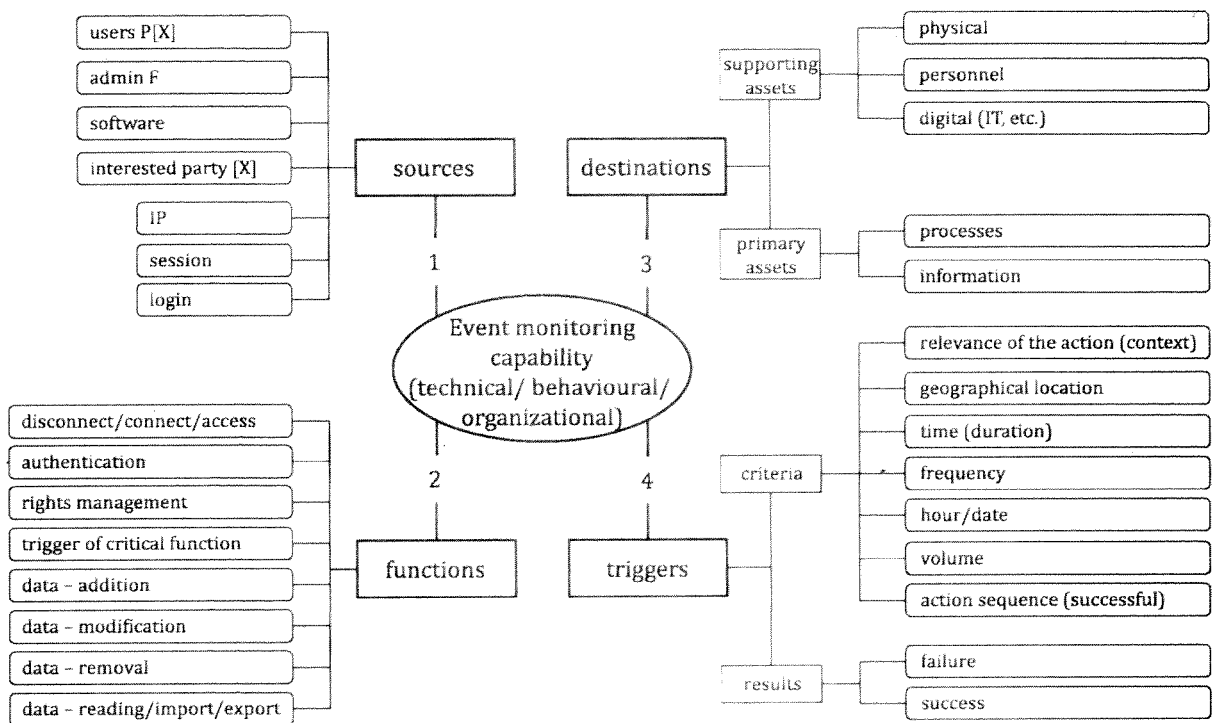 users P[X]
admin F
software
interested party [X]
IP
session
login
sources
1
destinations
3
supporting
assets
physical
personnel
digital (IT, etc.)
primary
assets
processes
information
Event monitoring
capability
(technical/ behavioural/
organizational)
disconnect/connect/access
authentication
rights management
trigger of critical function
data – addition
data – modification
data – removal
data – reading/import/export
functions
2
triggers
4
criteria
relevance of the action (context)
geographical location
time (duration)
frequency
hour/date
volume
action sequence (successful)
results
failure
success